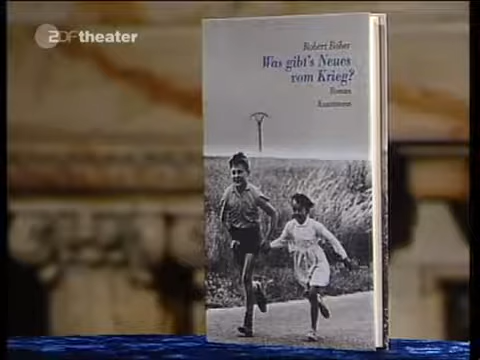 ZDFtheater
Robert Bober
Was gibt's Neues
vom Krieg?
Roman
Kunstmann